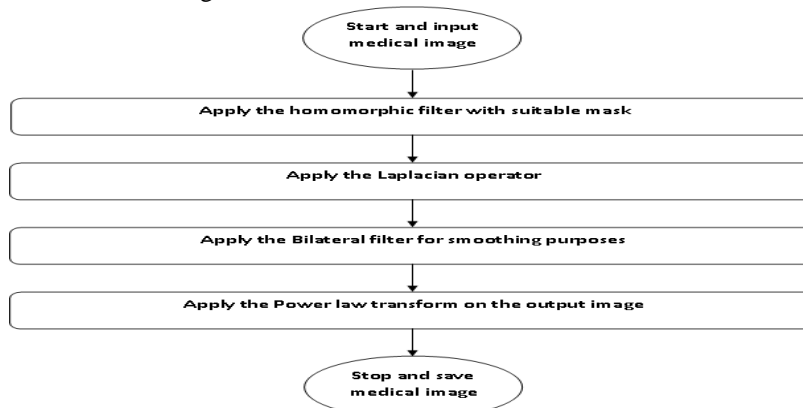 Start and input
medical image
Apply the homomorphic filter with suitable mask
Apply the Laplacian operator
Apply the Bilateral filter for smoothing purposes
Apply the Power law transform on the output image
Stop and save
medical image